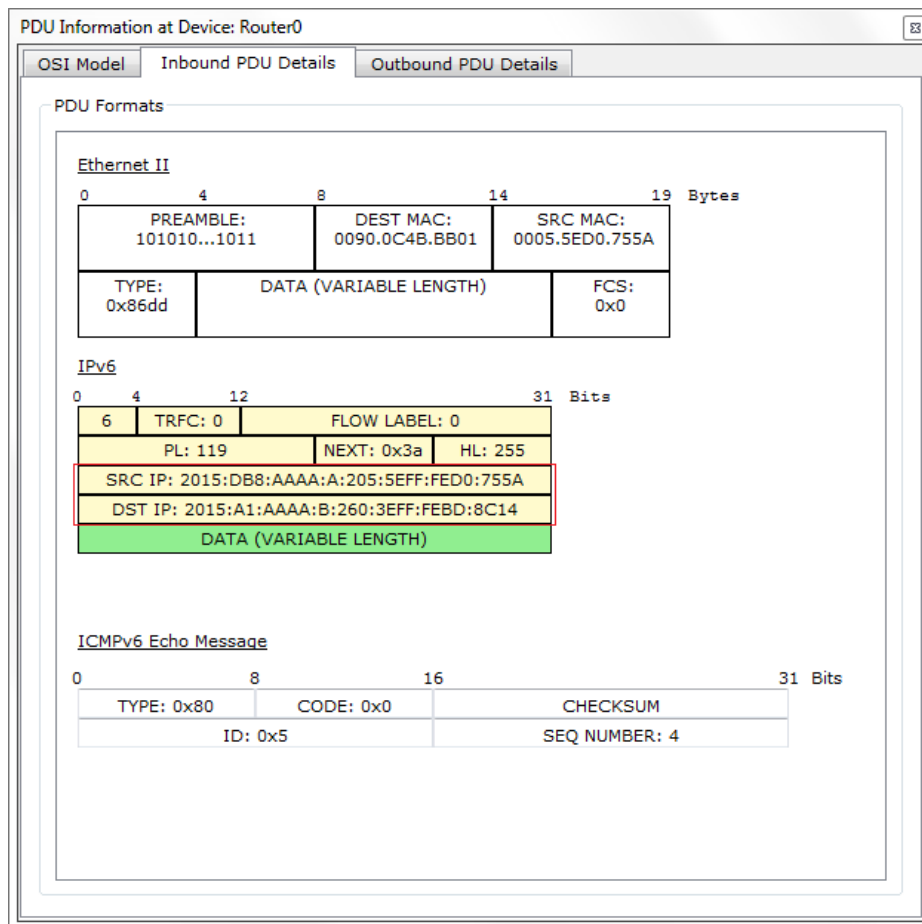 PDU Information at Device: Router0
OSI Model Inbound PDU Details Outbound PDU Details
PDU Formats
Ethernet II
0 4 8 14 19 Bytes
PREAMBLE: DEST MAC: SRC MAC:
101010...1011 0090.0C4B.BB01 0005.5ED0.755A
TYPE: DATA (VARIABLE LENGTH) FCS:
0x86dd 0x0
IPv6
0 4 12 31 Bits
6 TRFC: 0 FLOW LABEL: 0
PL: 119 NEXT: 0x3a HL: 255
SRC IP: 2015:DB8:AAAA:A:205:5EFF:FED0:755A
DST IP: 2015:A1:AAAA:B:260:3EFF:FEBD:8C14
DATA (VARIABLE LENGTH)
ICMPv6 Echo Message
0 8 16 31 Bits
TYPE: 0x80 CODE: 0x0 CHECKSUM
ID: 0x5 SEQ NUMBER: 4